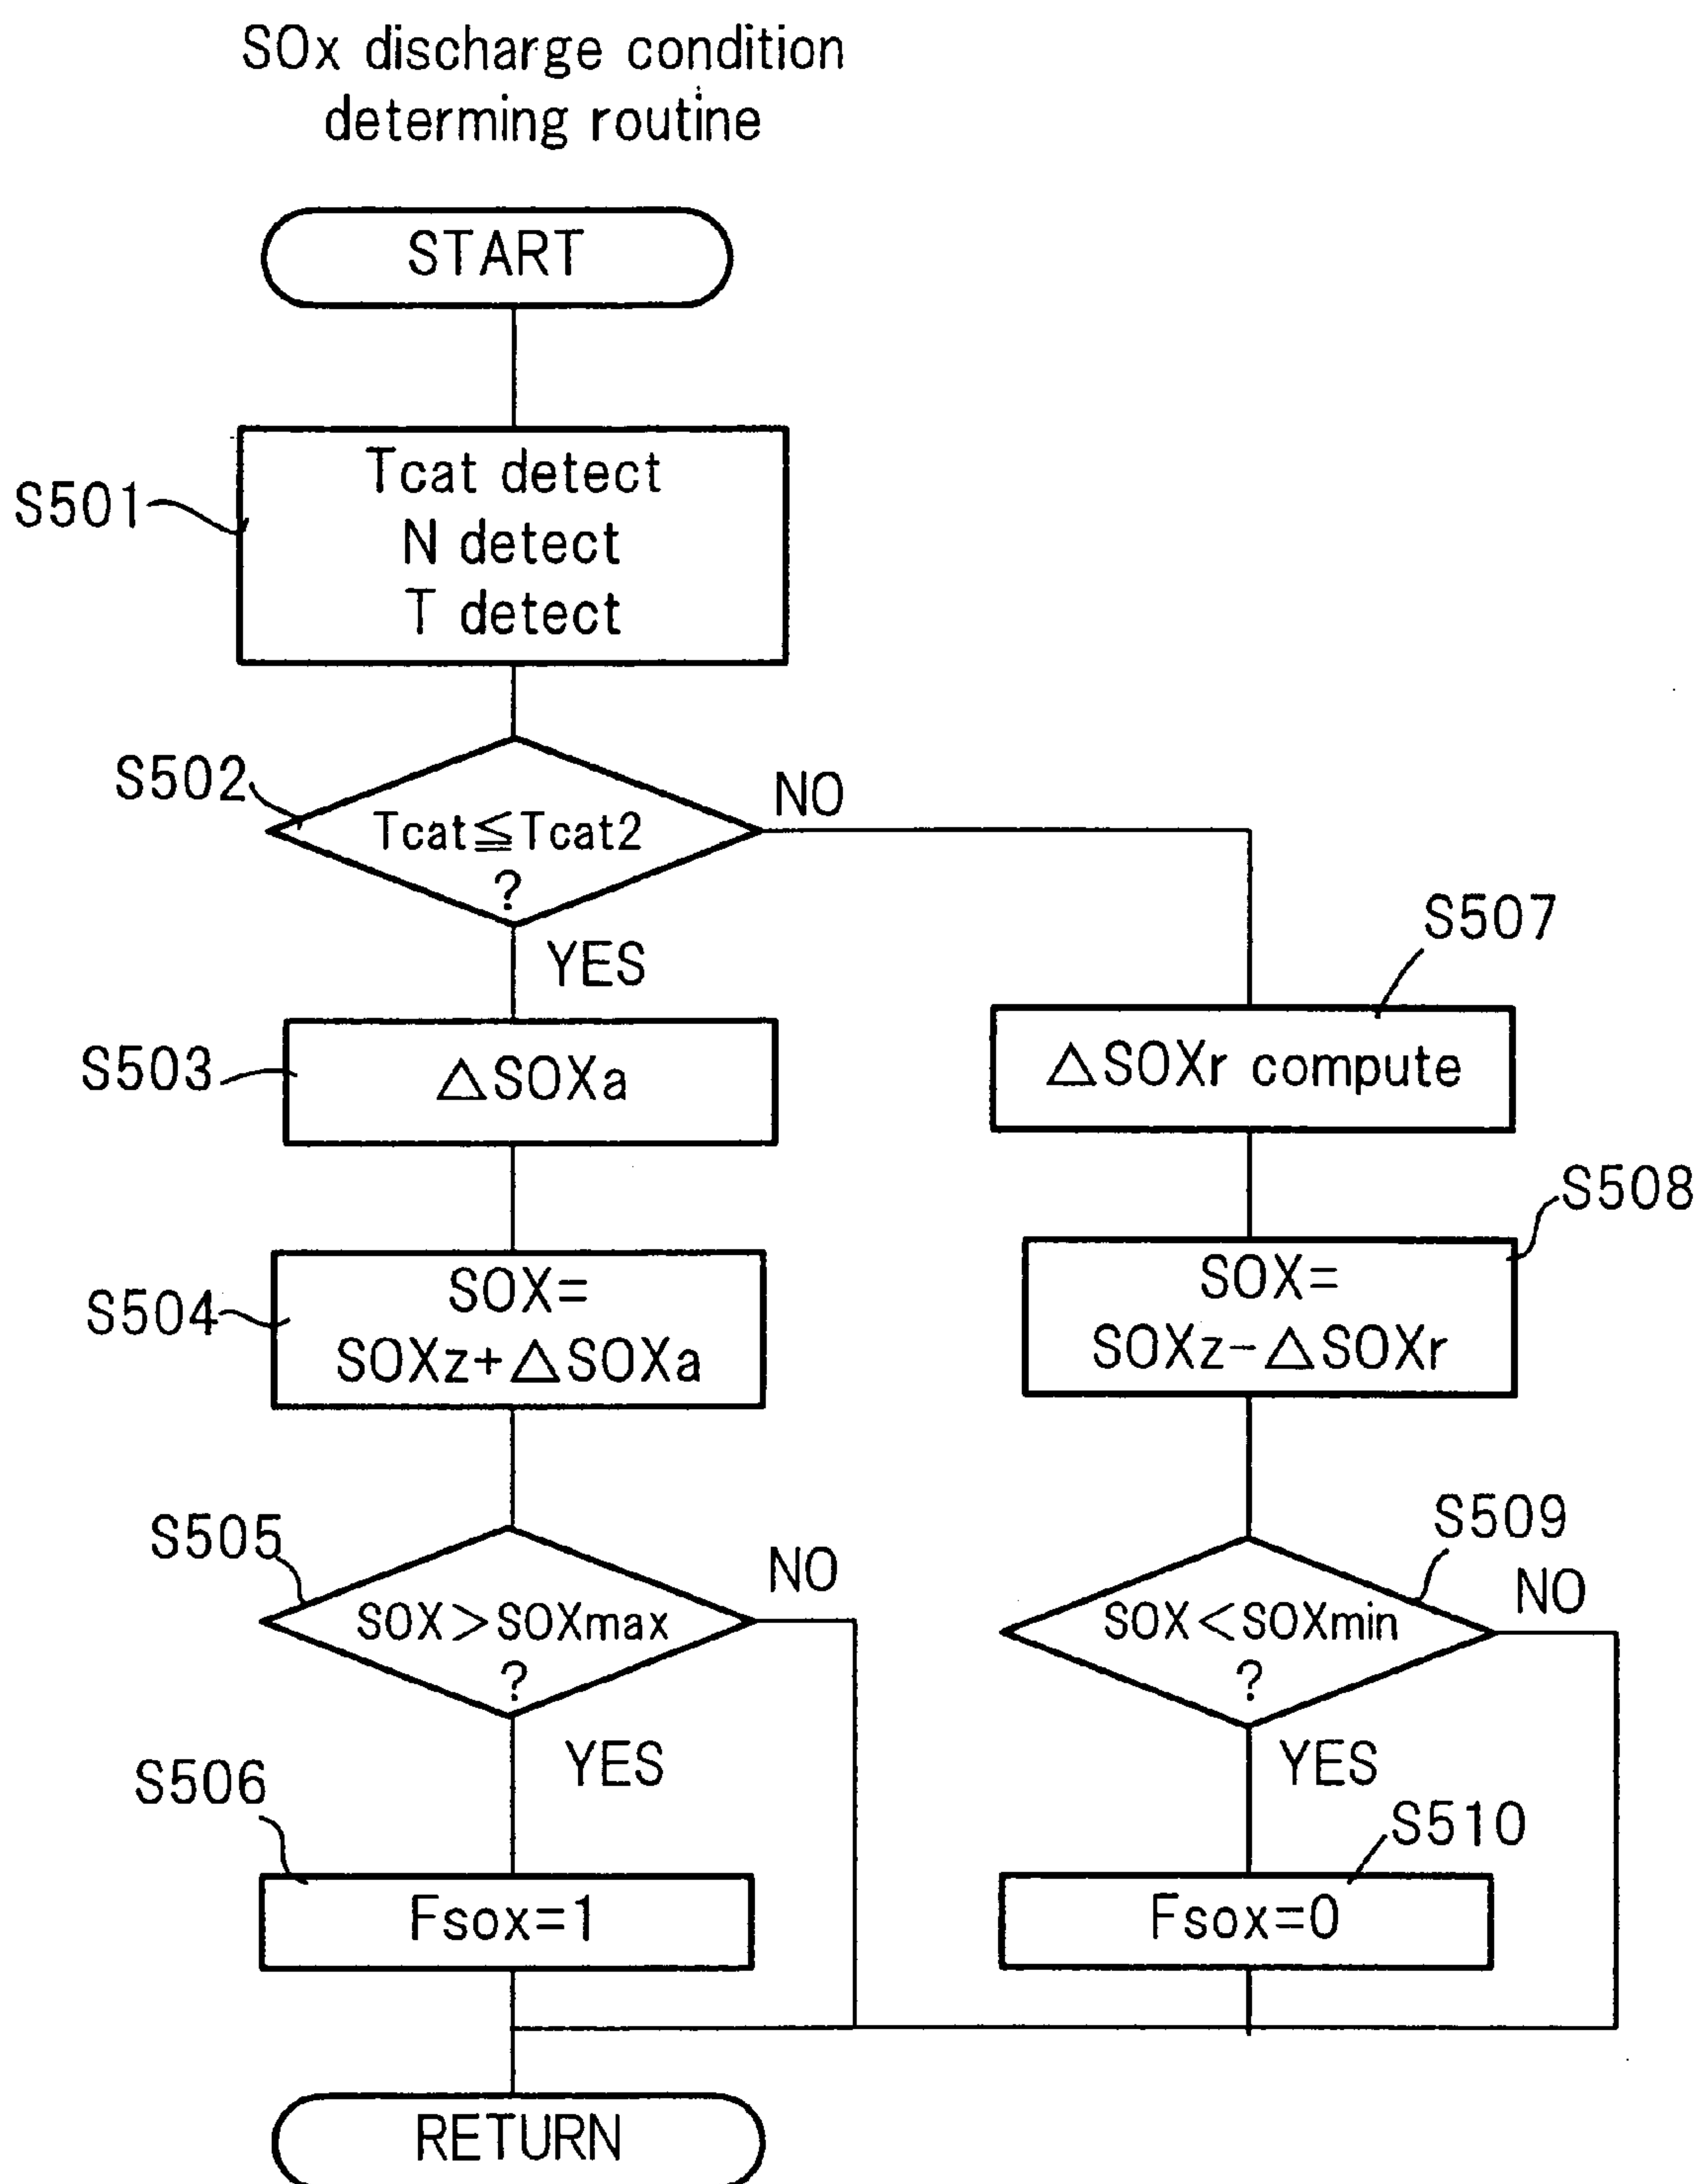 SOx discharge condition
determing routine
START
S501
Tcat detect
N detect
T detect
S502
Tcat≦Tcat2
?
NO
YES
S503
△SOXa
S504
SOX=
SOXz+△SOXa
S505
SOX>SOXmax
?
NO
YES
S506
Fsox=1
S507
△SOXr compute
S508
SOX=
SOXz-△SOXr
S509
SOX<SOXmin
?
NO
YES
S510
Fsox=0
RETURN